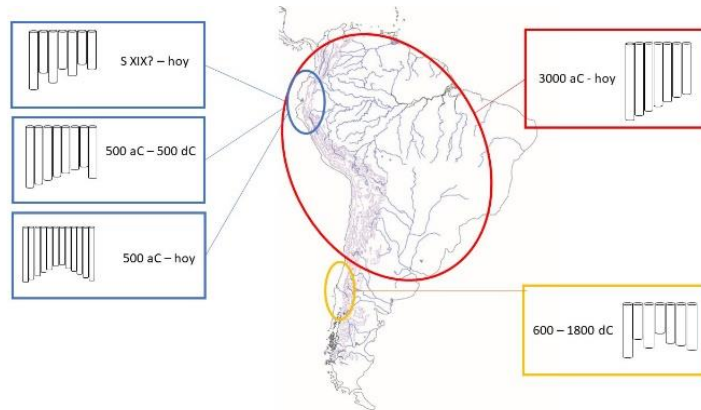 S XIX? – hoy
500 aC – 500 dC
500 aC – hoy
3000 aC - hoy
600 – 1800 dC